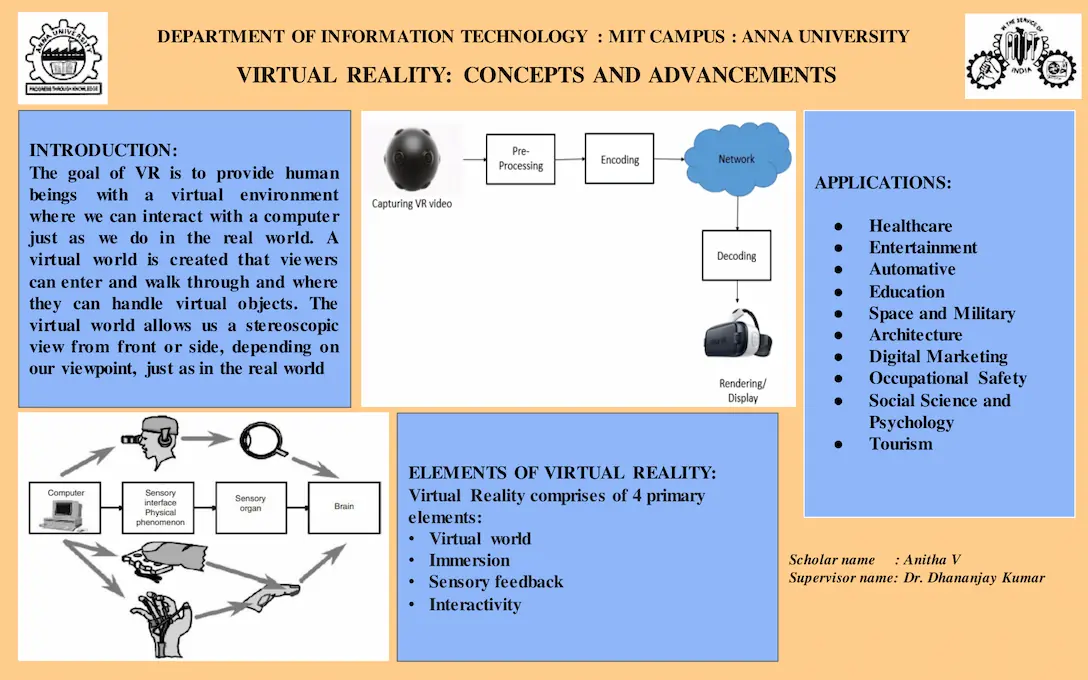 DEPARTMENT OF INFORMATION TECHNOLOGY : MIT CAMPUS : ANNA UNIVERSITY
VIRTUAL REALITY: CONCEPTS AND ADVANCEMENTS
ANNA UNIVERSITY
PROGRESS THROUGH KNOWLEDGE
IN THE SERVICE OF
MIT
INDIA
INTRODUCTION:
The goal of VR is to provide human
beings with a virtual environment
where we can interact with a computer
just as we do in the real world. A
virtual world is created that viewers
can enter and walk through and where
they can handle virtual objects. The
virtual world allows us a stereoscopic
view from front or side, depending on
our viewpoint, just as in the real world
Capturing VR video
Pre-
Processing
Encoding
Network
Decoding
Rendering/
Display
APPLICATIONS:
● Healthcare
● Entertainment
● Automative
● Education
● Space and Military
● Architecture
● Digital Marketing
● Occupational Safety
● Social Science and
Psychology
● Tourism
Computer
Sensory
interface
Physical
phenomenon
Sensory
organ
Brain
ELEMENTS OF VIRTUAL REALITY:
Virtual Reality comprises of 4 primary
elements:
• Virtual world
• Immersion
• Sensory feedback
• Interactivity
Scholar name : Anitha V
Supervisor name: Dr. Dhananjay Kumar